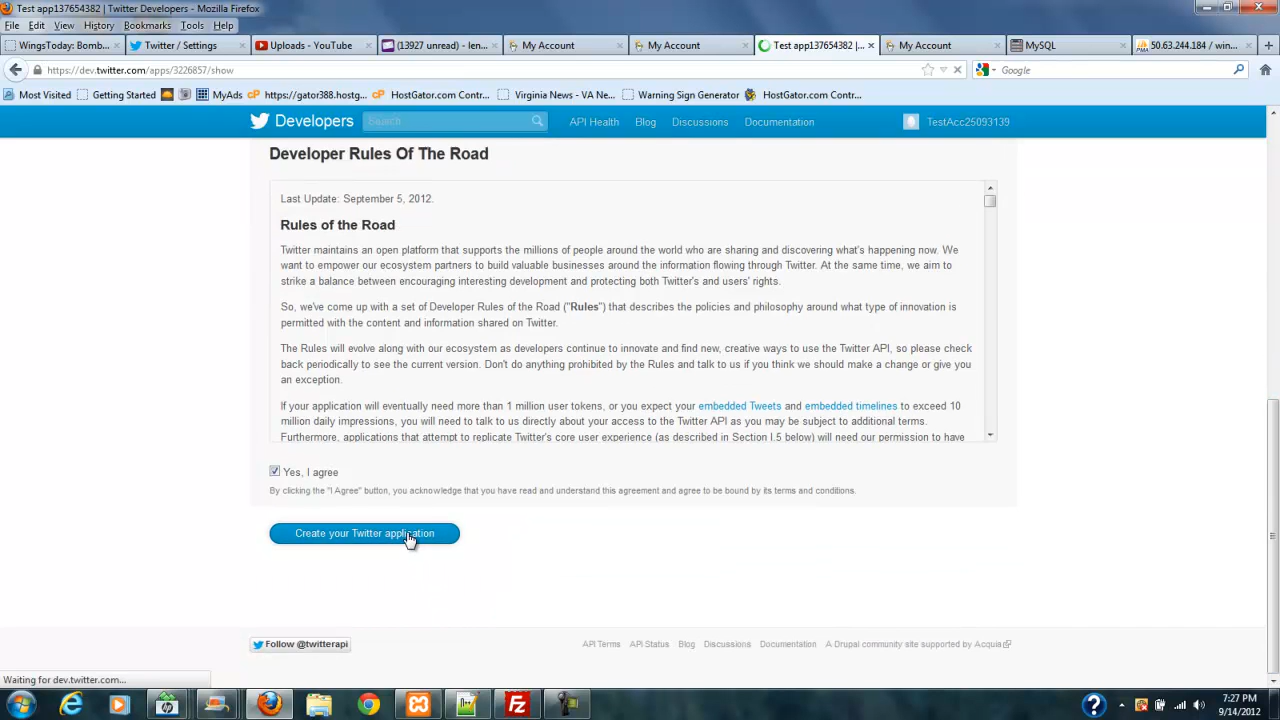 Test app137654382 | Twitter Developers - Mozilla Firefox
File Edit View History Bookmarks Tools Help
WingsToday: Bomb... Twitter / Settings Uploads - YouTube (13927 unread) - len... My Account My Account Test app137654382 | ... My Account MySQL 50.63.244.184 / win...
https://dev.twitter.com/apps/3226857/show Google
Most Visited Getting Started MyAds https://gator388.hostg... HostGator.com Contr... Virginia News - VA Ne... Warning Sign Generator HostGator.com Contr...
Developers Search API Health Blog Discussions Documentation TestAcc25093139
Developer Rules Of The Road
Last Update: September 5, 2012.
Rules of the Road
Twitter maintains an open platform that supports the millions of people around the world who are sharing and discovering what's happening now. We
want to empower our ecosystem partners to build valuable businesses around the information flowing through Twitter. At the same time, we aim to
strike a balance between encouraging interesting development and protecting both Twitter's and users' rights.
So, we've come up with a set of Developer Rules of the Road ("Rules") that describes the policies and philosophy around what type of innovation is
permitted with the content and information shared on Twitter.
The Rules will evolve along with our ecosystem as developers continue to innovate and find new, creative ways to use the Twitter API, so please check
back periodically to see the current version. Don't do anything prohibited by the Rules and talk to us if you think we should make a change or give you
an exception.
If your application will eventually need more than 1 million user tokens, or you expect your embedded Tweets and embedded timelines to exceed 10
million daily impressions, you will need to talk to us directly about your access to the Twitter API as you may be subject to additional terms.
Furthermore, applications that attempt to replicate Twitter's core user experience (as described in Section I.5 below) will need our permission to have
Yes, I agree
By clicking the "I Agree" button, you acknowledge that you have read and understand this agreement and agree to be bound by its terms and conditions.
Create your Twitter application
Follow @twitterapi API Terms API Status Blog Discussions Documentation A Drupal community site supported by Acquia
Waiting for dev.twitter.com...
7:27 PM
9/14/2012